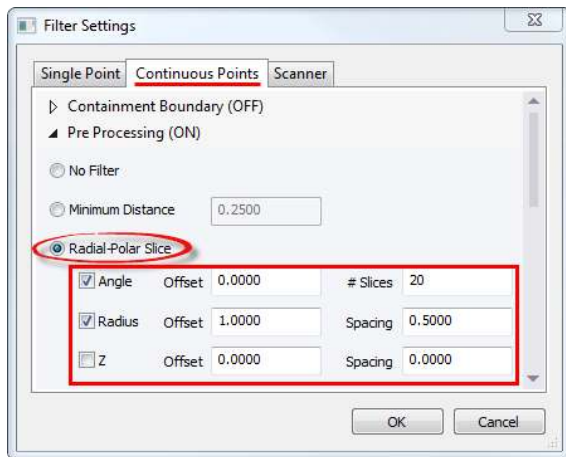 Filter Settings
Single Point Continuous Points Scanner
Containment Boundary (OFF)
Pre Processing (ON)
No Filter
Minimum Distance 0.2500
Radial-Polar Slice
Angle Offset 0.0000 # Slices 20
Radius Offset 1.0000 Spacing 0.5000
Z Offset 0.0000 Spacing 0.0000
OK Cancel